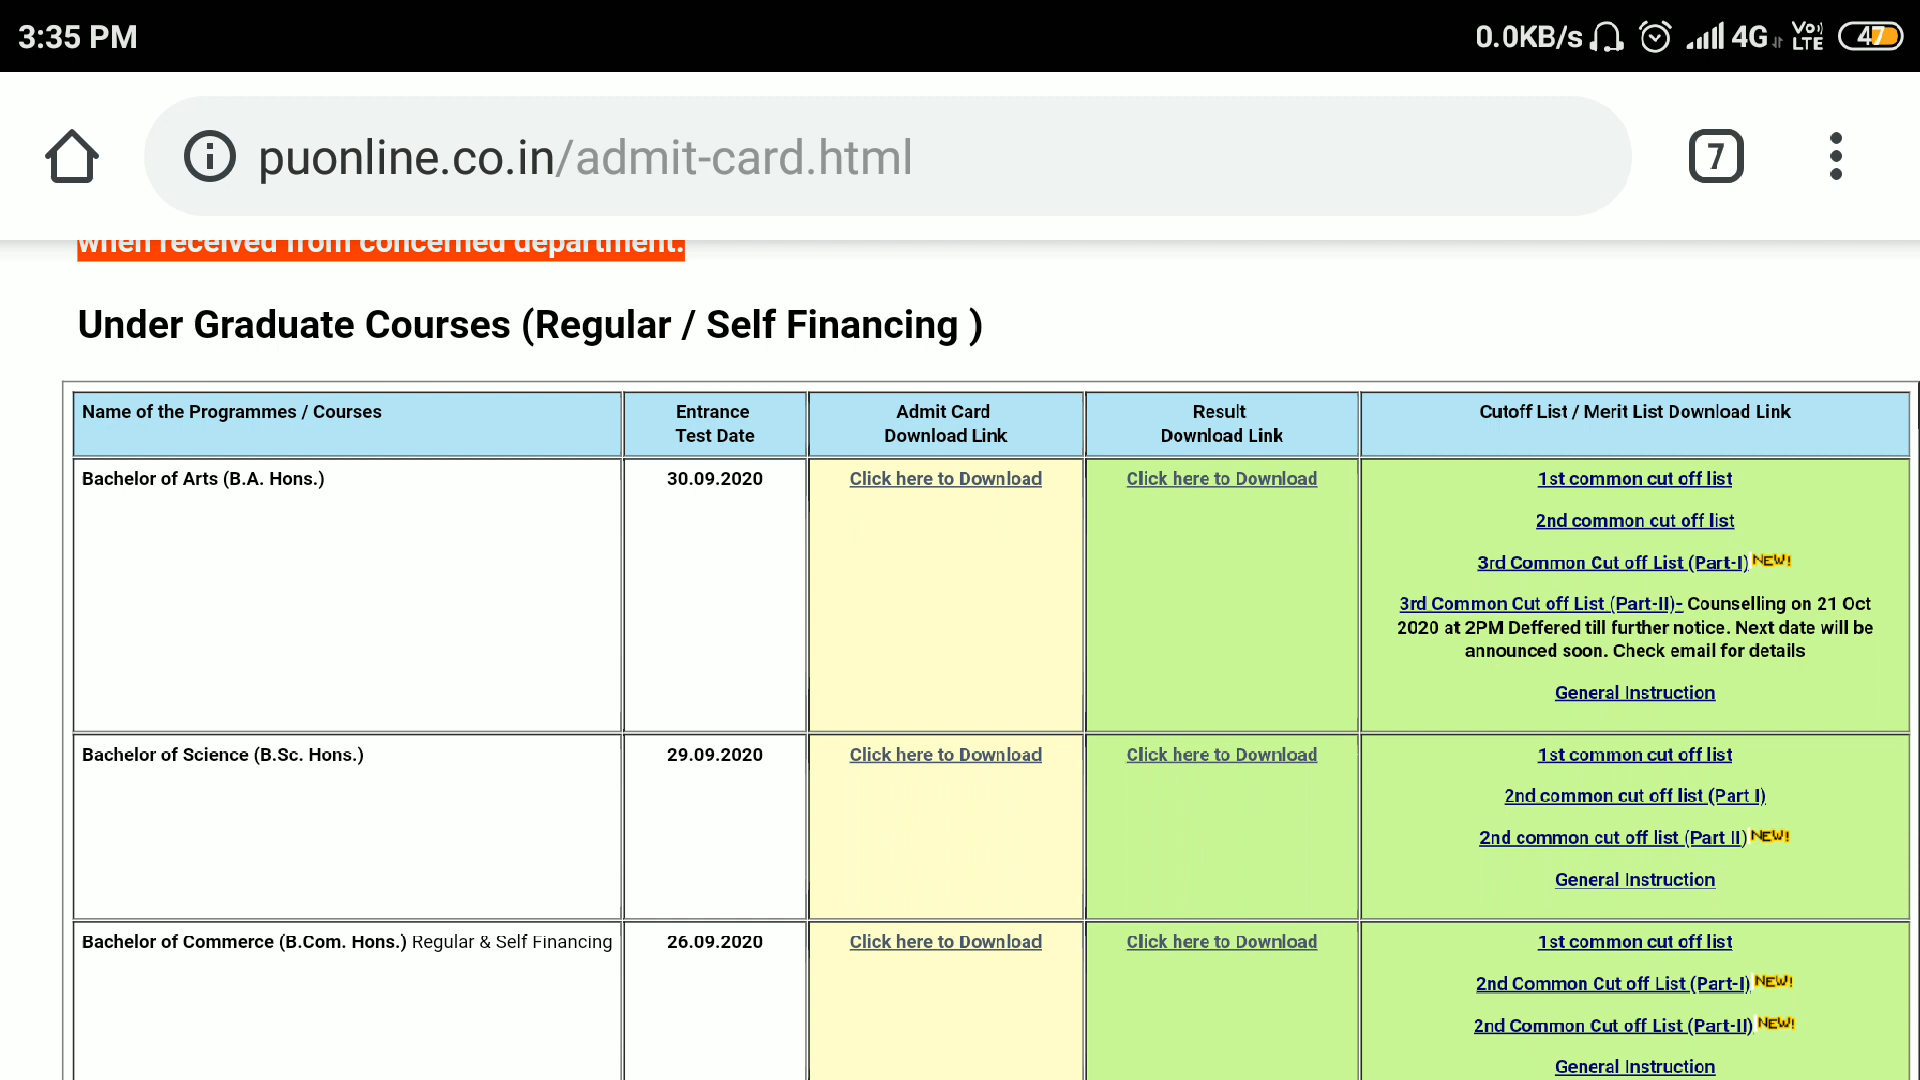 3:35 PM
0.0KB/s 4G Vo) LTE 47
puonline.co.in/admit-card.html
7
when received from concerned department.
Under Graduate Courses (Regular / Self Financing )
Name of the Programmes / Courses
Entrance
Test Date
Admit Card
Download Link
Result
Download Link
Cutoff List / Merit List Download Link
Bachelor of Arts (B.A. Hons.)
30.09.2020
Click here to Download
Click here to Download
1st common cut off list
2nd common cut off list
3rd Common Cut off List (Part-I) NEW!
3rd Common Cut off List (Part-II)- Counselling on 21 Oct
2020 at 2PM Deffered till further notice. Next date will be
announced soon. Check email for details
General Instruction
Bachelor of Science (B.Sc. Hons.)
29.09.2020
Click here to Download
Click here to Download
1st common cut off list
2nd common cut off list (Part I)
2nd common cut off list (Part II) NEW!
General Instruction
Bachelor of Commerce (B.Com. Hons.) Regular & Self Financing
26.09.2020
Click here to Download
Click here to Download
1st common cut off list
2nd Common Cut off List (Part-I) NEW!
2nd Common Cut off List (Part-II) NEW!
General Instruction